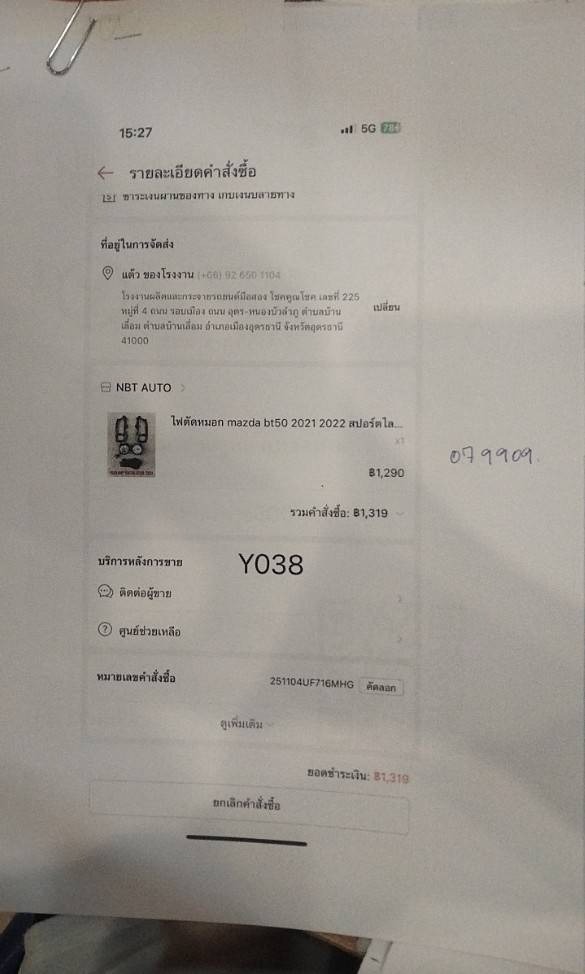 15:27
5G 78
← รายละเอียดคำสั่งซื้อ
ที่อยู่ในการจัดส่ง
แต๋ว ของโรงงาน (+66) 92 650 1104
โรงงานผลิตและกระจายรถยนต์มือสอง โชคคูณโชค เลขที่ 225
หมู่ที่ 4 ถนน รอบเมือง ถนน อุดร-หนองบัวลำภู ตำบลบ้าน
เลื่อม ตำบลบ้านเลื่อม อำเภอเมืองอุดรธานี จังหวัดอุดรธานี
41000
เปลี่ยน
NBT AUTO
ไฟตัดหมอก mazda bt50 2021 2022 สปอร์ตไล...
x1
฿1,290
079909.
รวมคำสั่งซื้อ: ฿1,319
บริการหลังการขาย
Y038
ติดต่อผู้ขาย
ศูนย์ช่วยเหลือ
หมายเลขคำสั่งซื้อ
251104UF716MHG คัดลอก
ดูเพิ่มเติม
ยอดชำระเงิน: ฿1,319
ยกเลิกคำสั่งซื้อ